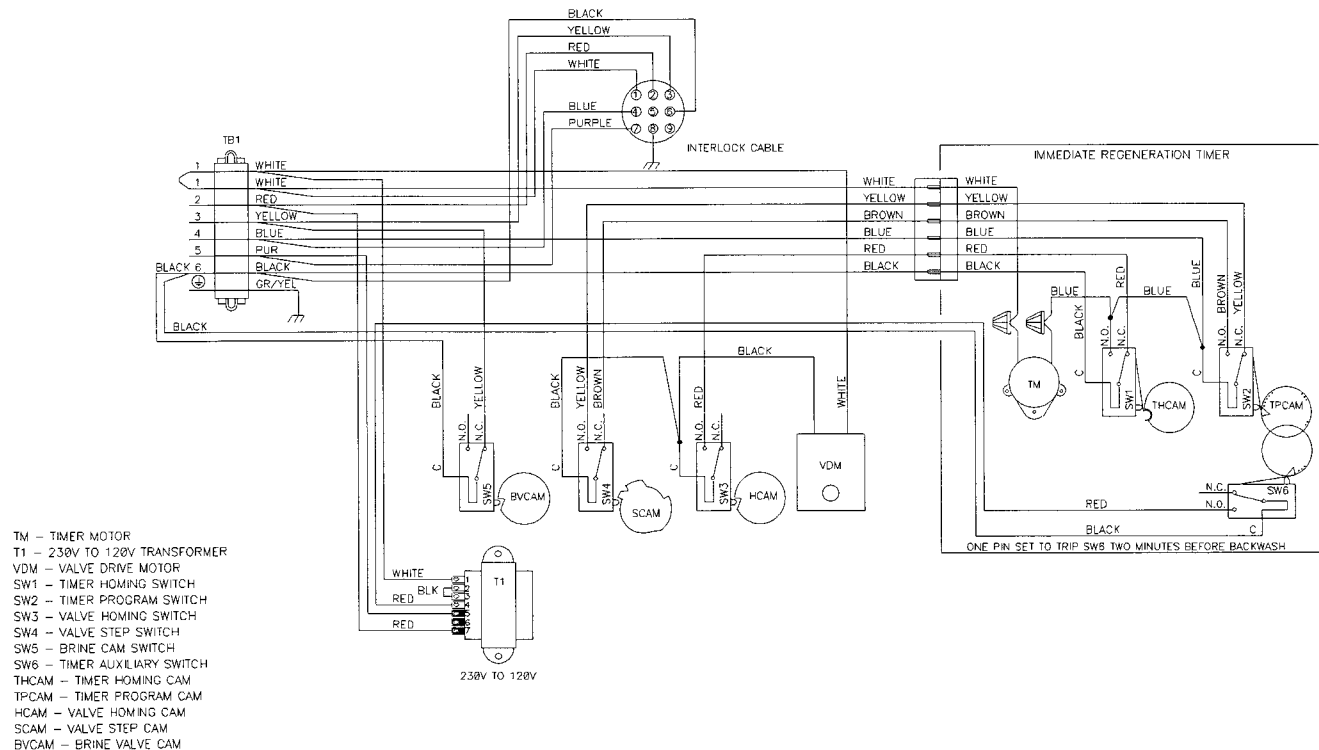 BLACK
YELLOW
RED
WHITE
1 2 3
BLUE
4 5 6
PURPLE
7 8 9
INTERLOCK CABLE
TB1
IMMEDIATE REGENERATION TIMER
1 WHITE
1 WHITE
2 RED
3 YELLOW
4 BLUE
5 PUR
BLACK 6 BLACK
GR/YEL
BLACK
WHITE WHITE
YELLOW YELLOW
BROWN BROWN
BLUE BLUE
RED RED
BLACK BLACK
BLUE
RED
BLUE
BLUE
BROWN
YELLOW
BLACK
N.O.
N.C.
N.O.
N.C.
C
C
TM
SW1
THCAM
SW2
TPCAM
BLACK
BLACK
YELLOW
BLACK
YELLOW
BROWN
RED
WHITE
N.O.
N.C.
N.O.
N.C.
N.O.
N.C.
C
C
C
SW5
BVCAM
SW4
SCAM
SW3
HCAM
VDM
N.C.
SW6
RED
N.O.
BLACK
C
ONE PIN SET TO TRIP SW6 TWO MINUTES BEFORE BACKWASH
WHITE
BLK
RED
RED
T1
1
7
230V TO 120V
TM – TIMER MOTOR
T1 – 230V TO 120V TRANSFORMER
VDM – VALVE DRIVE MOTOR
SW1 – TIMER HOMING SWITCH
SW2 – TIMER PROGRAM SWITCH
SW3 – VALVE HOMING SWITCH
SW4 – VALVE STEP SWITCH
SW5 – BRINE CAM SWITCH
SW6 – TIMER AUXILIARY SWITCH
THCAM – TIMER HOMING CAM
TPCAM – TIMER PROGRAM CAM
HCAM – VALVE HOMING CAM
SCAM – VALVE STEP CAM
BVCAM – BRINE VALVE CAM